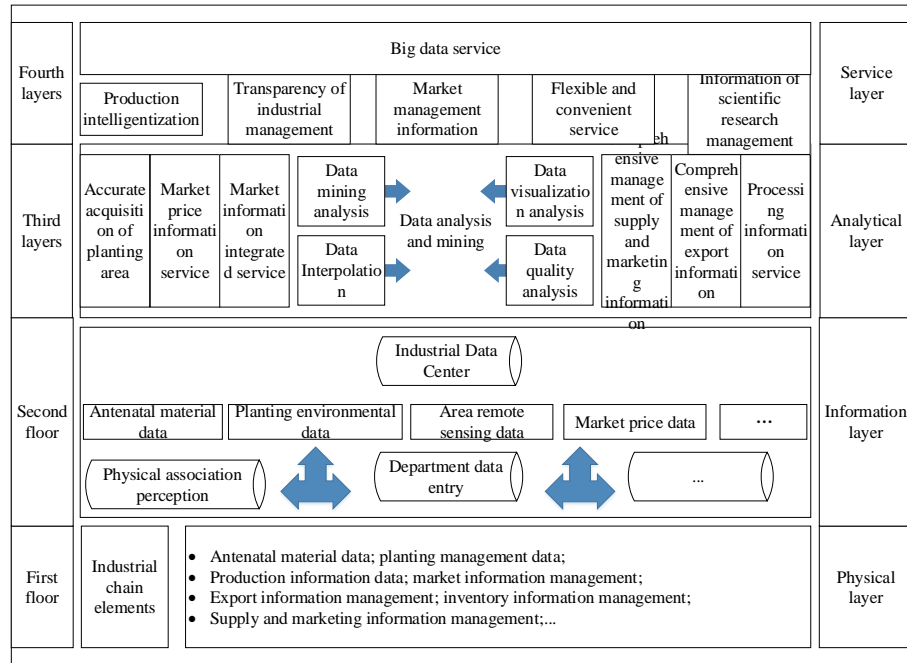 Big data service
Fourth
layers
Production
intelligentization
Transparency of
industrial
management
Market
management
information
Flexible and
convenient
service
Information of
scientific
research
management
Service
layer
Third
layers
Accurate
acquisition
of planting
area
Market
price
information
service
Market
informati
on
integrate
d service
Data
mining
analysis
Data
Interpolatio
n
Data analysis
and mining
Data
visualizatio
n analysis
Data
quality
analysis
ensive
manage
ment of
supply
and
marketin
g
informati
on
Compreh
ensive
manage
ment of
export
informati
on
Processi
ng
informati
on
service
Analytical
layer
Second
floor
Industrial Data
Center
Antenatal material
data
Planting environmental
data
Area remote
sensing data
Market price data
...
Physical association
perception
Department data
entry
...
Information
layer
First
floor
Industrial
chain
elements
• Antenatal material data; planting management data;
• Production information data; market information management;
• Export information management; inventory information management;
• Supply and marketing information management;...
Physical
layer